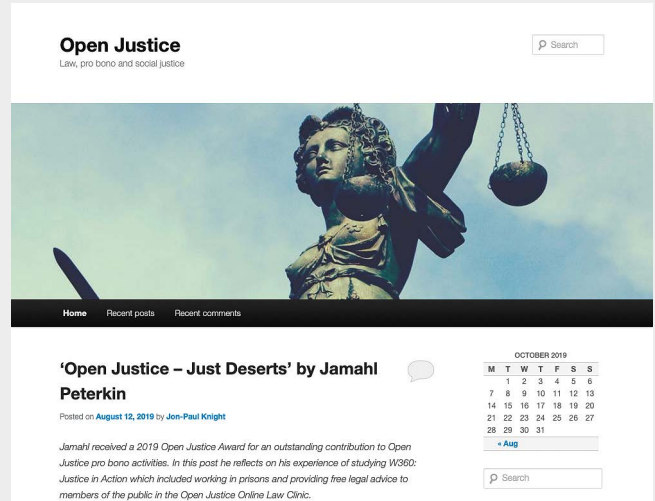 Open Justice
Law, pro bono and social justice
Search
Home Recent posts Recent comments
‘Open Justice – Just Deserts’ by Jamahl
Peterkin
Posted on August 12, 2019 by Jon-Paul Knight
Jamahl received a 2019 Open Justice Award for an outstanding contribution to Open
Justice pro bono activities. In this post he reflects on his experience of studying W360:
Justice in Action which included working in prisons and providing free legal advice to
members of the public in the Open Justice Online Law Clinic.
OCTOBER 2019
M T W T F S S
1 2 3 4 5 6
7 8 9 10 11 12 13
14 15 16 17 18 19 20
21 22 23 24 25 26 27
28 29 30 31
« Aug
Search